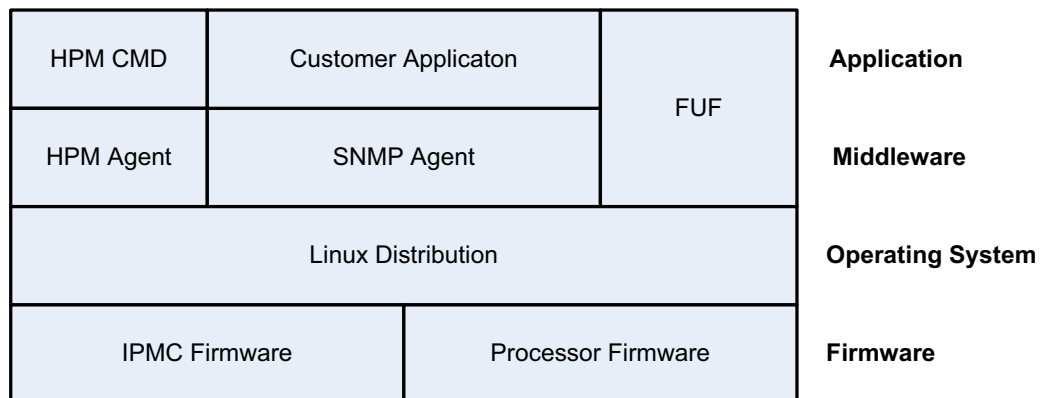 HPM CMD
Customer Applicaton
FUF
Application
HPM Agent
SNMP Agent
Middleware
Linux Distribution
Operating System
IPMC Firmware
Processor Firmware
Firmware